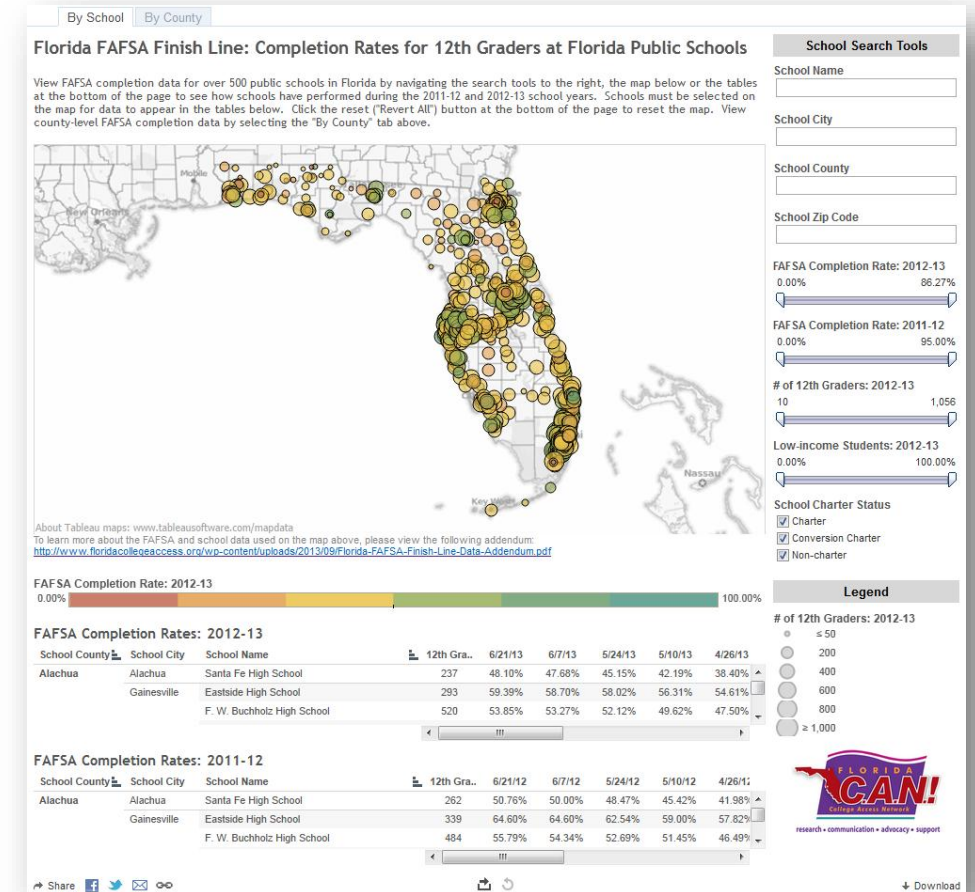 By School By County
Florida FAFSA Finish Line: Completion Rates for 12th Graders at Florida Public Schools
View FAFSA completion data for over 500 public schools in Florida by navigating the search tools to the right, the map below or the tables
at the bottom of the page to see how schools have performed during the 2011-12 and 2012-13 school years. Schools must be selected on
the map for data to appear in the tables below. Click the reset ("Revert All") button at the bottom of the page to reset the map. View
county-level FAFSA completion data by selecting the "By County" tab above.
Mobile
New Orleans
Nassau
Key West
About Tableau maps: www.tableausoftware.com/mapdata
To learn more about the FAFSA and school data used on the map above, please view the following addendum:
http://www.floridacollegeaccess.org/wp-content/uploads/2013/09/Florida-FAFSA-Finish-Line-Data-Addendum.pdf
FAFSA Completion Rate: 2012-13
0.00% 100.00%
FAFSA Completion Rates: 2012-13
School County School City School Name 12th Gra.. 6/21/13 6/7/13 5/24/13 5/10/13 4/26/13
Alachua Alachua Santa Fe High School 237 48.10% 47.68% 45.15% 42.19% 38.40%
Gainesville Eastside High School 293 59.39% 58.70% 58.02% 56.31% 54.61%
F. W. Buchholz High School 520 53.85% 53.27% 52.12% 49.62% 47.50%
FAFSA Completion Rates: 2011-12
School County School City School Name 12th Gra.. 6/21/12 6/7/12 5/24/12 5/10/12 4/26/12
Alachua Alachua Santa Fe High School 262 50.76% 50.00% 48.47% 45.42% 41.98%
Gainesville Eastside High School 339 64.60% 64.60% 62.54% 59.00% 57.82%
F. W. Buchholz High School 484 55.79% 54.34% 52.69% 51.45% 46.49%
Share
Download
School Search Tools
School Name
School City
School County
School Zip Code
FAFSA Completion Rate: 2012-13
0.00% 86.27%
FAFSA Completion Rate: 2011-12
0.00% 95.00%
# of 12th Graders: 2012-13
10 1,056
Low-income Students: 2012-13
0.00% 100.00%
School Charter Status
Charter
Conversion Charter
Non-charter
Legend
# of 12th Graders: 2012-13
≤ 50
200
400
600
800
≥ 1,000
FLORIDA
C.A.N!
College Access Network
research • communication • advocacy • support